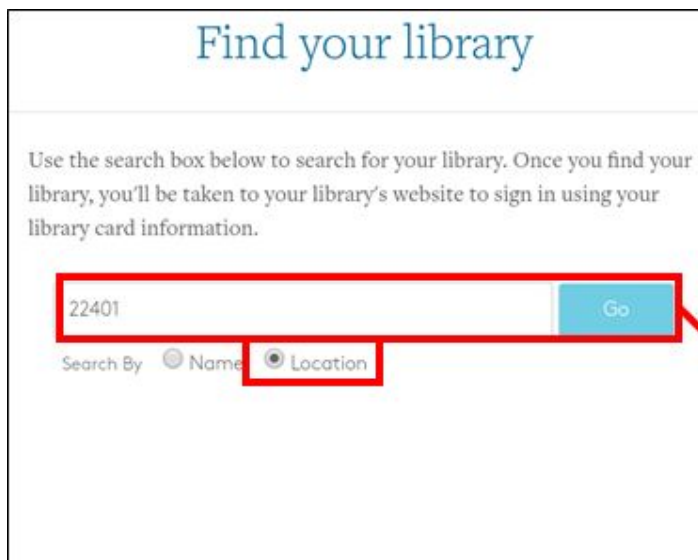 Find your library
Use the search box below to search for your library. Once you find your
library, you'll be taken to your library's website to sign in using your
library card information.
22401 Go
Search By Name Location